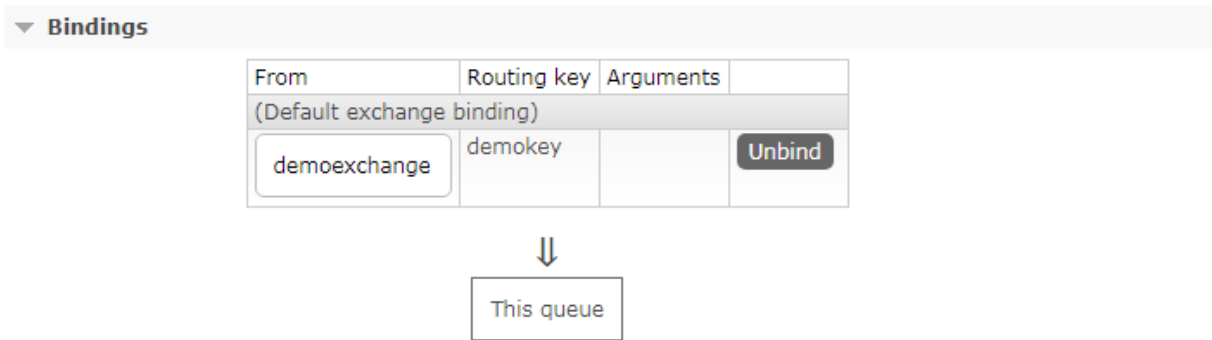 Bindings
From Routing key Arguments
(Default exchange binding)
demoexchange demokey Unbind
⇓
This queue